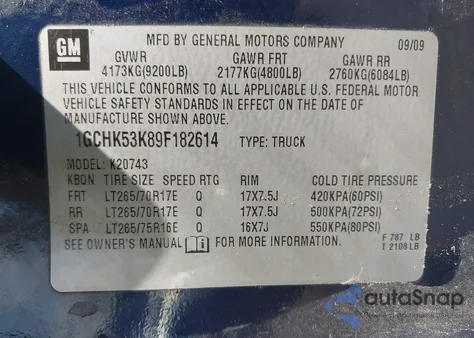 GM
MFD BY GENERAL MOTORS COMPANY 09/09
GVWR GAWR FRT GAWR RR
4173KG(9200LB) 2177KG(4800LB) 2760KG(6084LB)
THIS VEHICLE CONFORMS TO ALL APPLICABLE U.S. FEDERAL MOTOR
VEHICLE SAFETY STANDARDS IN EFFECT ON THE DATE OF
MANUFACTURE SHOWN ABOVE.
1GCHK53K89F182614 TYPE: TRUCK
MODEL: K20743
KBQN TIRE SIZE SPEED RTG RIM COLD TIRE PRESSURE
FRT LT265/70R17E Q 17X7.5J 420KPA(60PSI)
RR LT265/70R17E Q 17X7.5J 500KPA(72PSI)
SPA LT265/75R16E Q 16X7J 550KPA(80PSI)
SEE OWNER'S MANUAL i FOR MORE INFORMATION.
F 787 LB
T 2108 LB
autoSnap